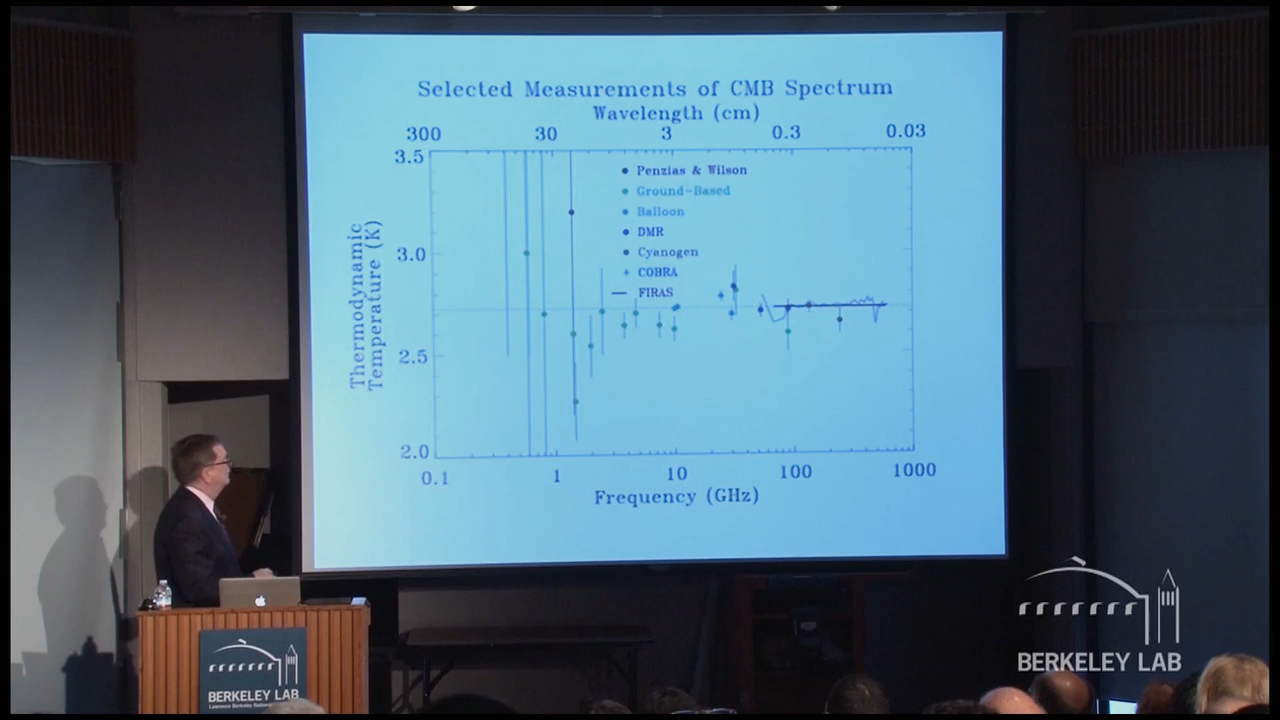 Selected Measurements of CMB Spectrum
Wavelength (cm)
300 30 3 0.3 0.03
3.5
3.0
2.5
2.0
Thermodynamic
Temperature (K)
Penzias & Wilson
Ground-Based
Balloon
DMR
Cyanogen
COBRA
FIRAS
0.1 1 10 100 1000
Frequency (GHz)
BERKELEY LAB
BERKELEY LAB